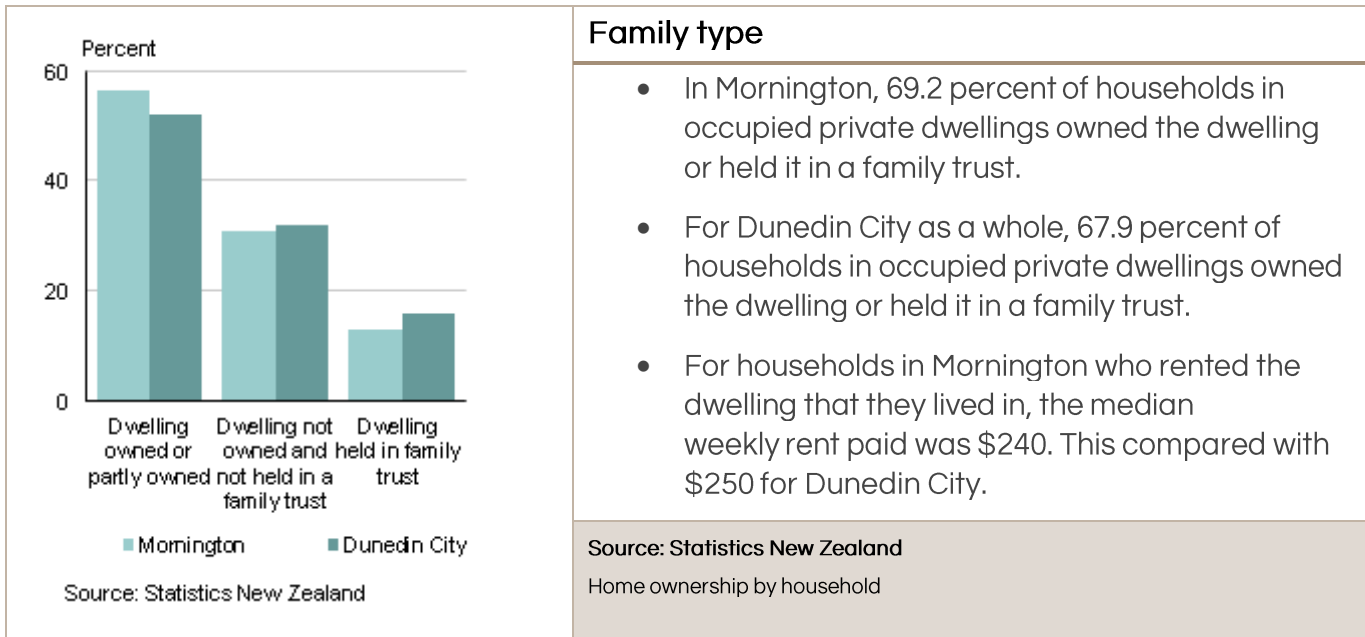 Percent
60
40
20
0
Dwelling
owned or
partly owned
Dwelling not
owned and
not held in a
family trust
Dwelling
held in family
trust
Mornington
Dunedin City
Source: Statistics New Zealand
Family type
• In Mornington, 69.2 percent of households in
occupied private dwellings owned the dwelling
or held it in a family trust.
• For Dunedin City as a whole, 67.9 percent of
households in occupied private dwellings owned
the dwelling or held it in a family trust.
• For households in Mornington who rented the
dwelling that they lived in, the median
weekly rent paid was $240. This compared with
$250 for Dunedin City.
Source: Statistics New Zealand
Home ownership by household